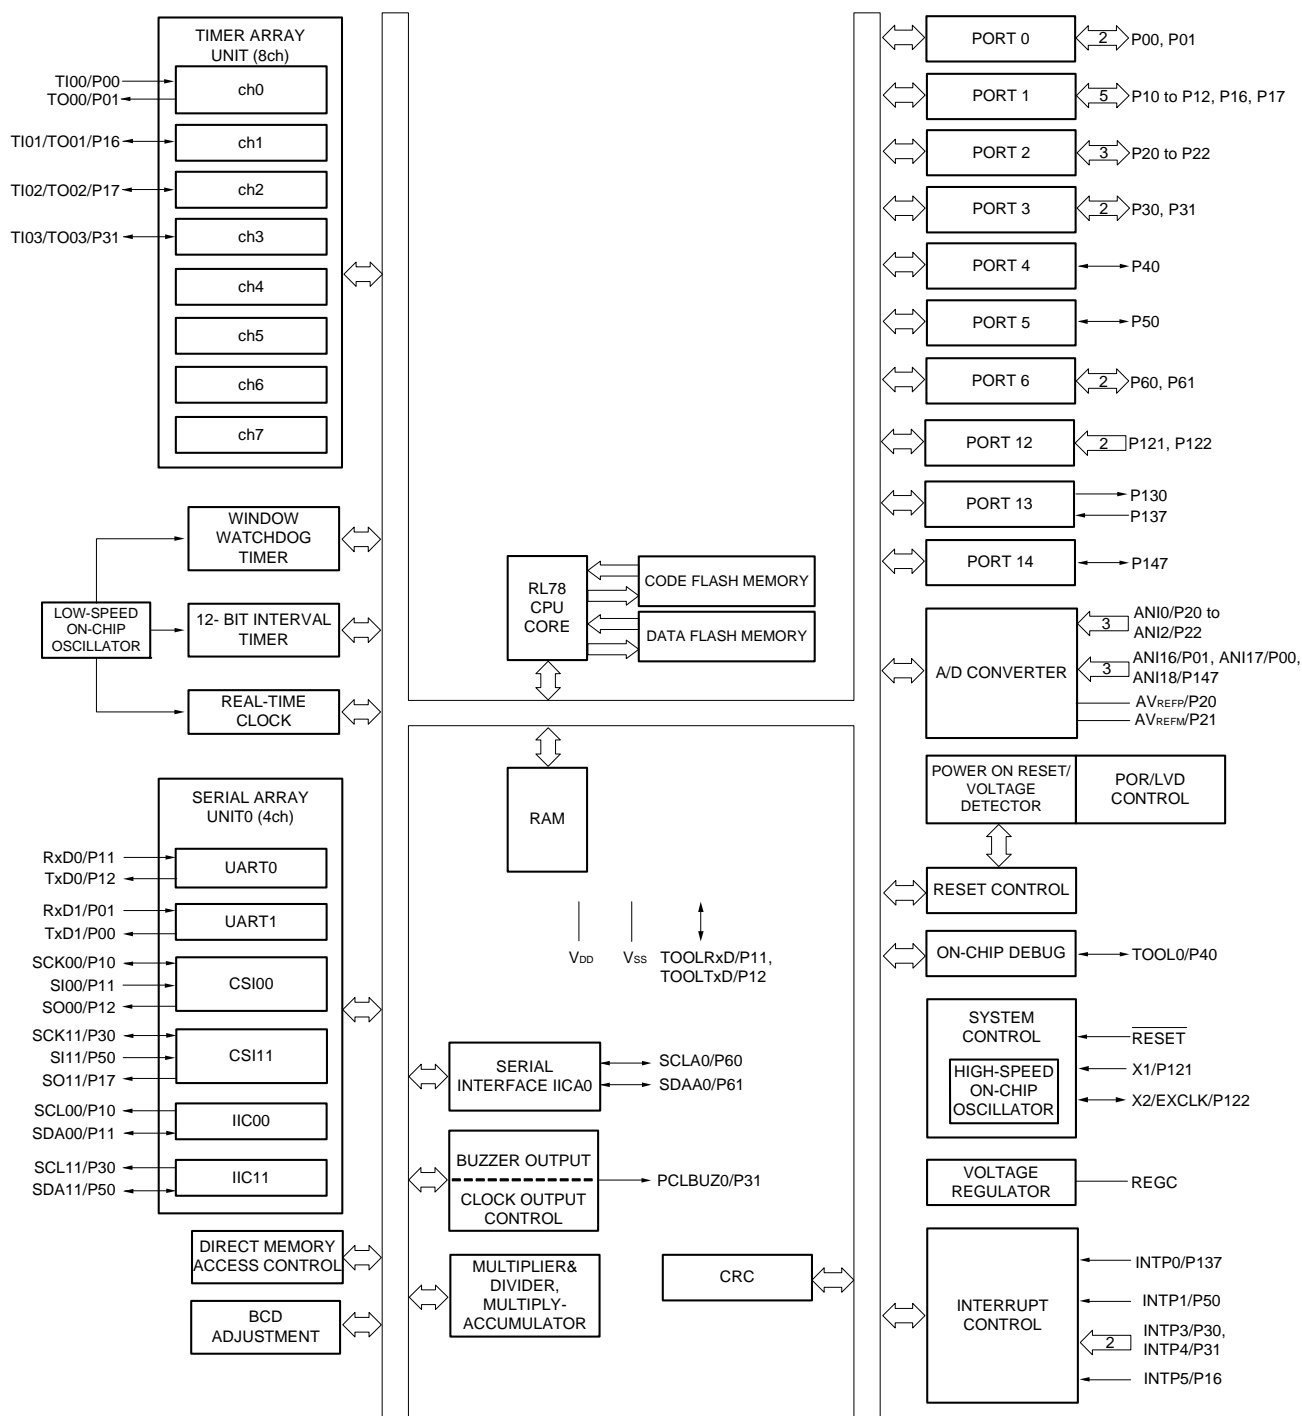 TIMER ARRAY
UNIT (8ch)
TI00/P00
TO00/P01
ch0
TI01/TO01/P16
ch1
TI02/TO02/P17
ch2
TI03/TO03/P31
ch3
ch4
ch5
ch6
ch7
WINDOW
WATCHDOG
TIMER
LOW-SPEED
ON-CHIP
OSCILLATOR
12- BIT INTERVAL
TIMER
REAL-TIME
CLOCK
SERIAL ARRAY
UNIT0 (4ch)
RxD0/P11
TxD0/P12
UART0
RxD1/P01
TxD1/P00
UART1
SCK00/P10
SI00/P11
SO00/P12
CSI00
SCK11/P30
SI11/P50
SO11/P17
CSI11
SCL00/P10
SDA00/P11
IIC00
SCL11/P30
SDA11/P50
IIC11
DIRECT MEMORY
ACCESS CONTROL
BCD
ADJUSTMENT
RL78
CPU
CORE
CODE FLASH MEMORY
DATA FLASH MEMORY
RAM
VDD
VSS
TOOLRxD/P11,
TOOLTxD/P12
SERIAL
INTERFACE IICA0
SCLA0/P60
SDAA0/P61
BUZZER OUTPUT
CLOCK OUTPUT
CONTROL
PCLBUZ0/P31
MULTIPLIER&
DIVIDER,
MULTIPLY-
ACCUMULATOR
CRC
PORT 0
2
P00, P01
PORT 1
5
P10 to P12, P16, P17
PORT 2
3
P20 to P22
PORT 3
2
P30, P31
PORT 4
P40
PORT 5
P50
PORT 6
2
P60, P61
PORT 12
2
P121, P122
PORT 13
P130
P137
PORT 14
P147
A/D CONVERTER
3
ANI0/P20 to
ANI2/P22
3
ANI16/P01, ANI17/P00,
ANI18/P147
AVREFP/P20
AVREFM/P21
POWER ON RESET/
VOLTAGE
DETECTOR
POR/LVD
CONTROL
RESET CONTROL
ON-CHIP DEBUG
TOOL0/P40
SYSTEM
CONTROL
HIGH-SPEED
ON-CHIP
OSCILLATOR
RESET
X1/P121
X2/EXCLK/P122
VOLTAGE
REGULATOR
REGC
INTERRUPT
CONTROL
INTP0/P137
INTP1/P50
2
INTP3/P30,
INTP4/P31
INTP5/P16